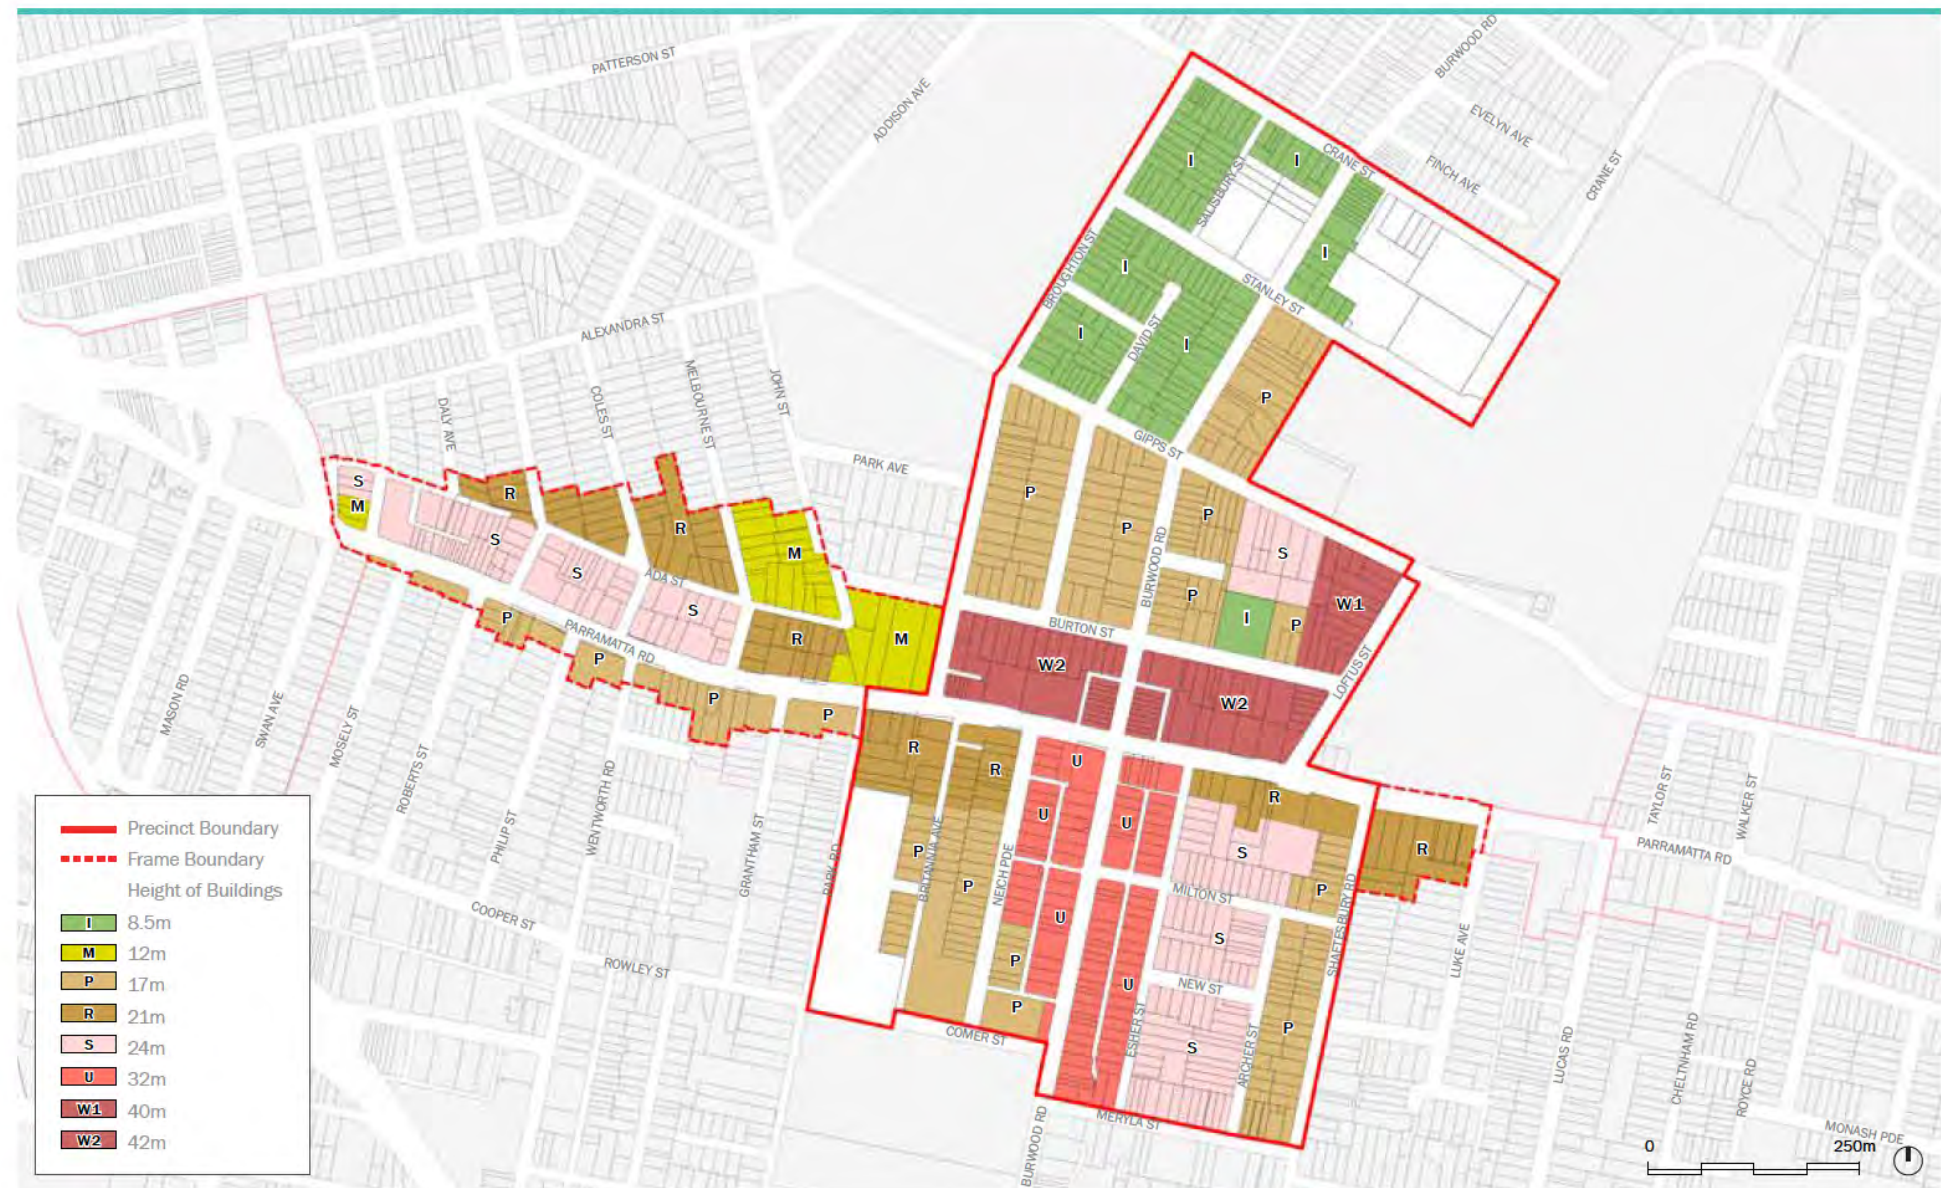 PATTERSON ST
ADDISON AVE
BURWOOD RD
EVELYN AVE
FINCH AVE
CRANE ST
CRANE ST
I
I
SALISBURY ST
I
BROUGHTON ST
I
STANLEY ST
I
DAVID ST
I
ALEXANDRA ST
MELBOURNE ST
JOHN ST
COLES ST
DALY AVE
P
GIPPS ST
PARK AVE
S
M
R
R
S
M
S
ADA ST
S
P
P
P
S
P
BURWOOD RD
W1
P
I
P
PARRAMATTA RD
P
P
R
M
BURTON ST
W2
W2
LOFTUS ST
P
P
MASON RD
SWAN AVE
MOSELY ST
ROBERTS ST
PHILIP ST
WENTWORTH RD
GRANTHAM ST
PARK RD
R
R
U
U
U
R
S
R
TAYLOR ST
WALKER ST
PARRAMATTA RD
P
BRITANNIA AVE
P
NEICH PDE
U
MILTON ST
P
SHAFTESBURY RD
COOPER ST
ROWLEY ST
P
P
U
S
NEW ST
LUKE AVE
COMER ST
ESHER ST
S
ARCHER ST
P
LUCAS RD
CHELTNHAM RD
ROYCE RD
MONASH PDE
BURWOOD RD
MERYLA ST
Precinct Boundary
Frame Boundary
Height of Buildings
I 8.5m
M 12m
P 17m
R 21m
S 24m
U 32m
W1 40m
W2 42m
0 250m